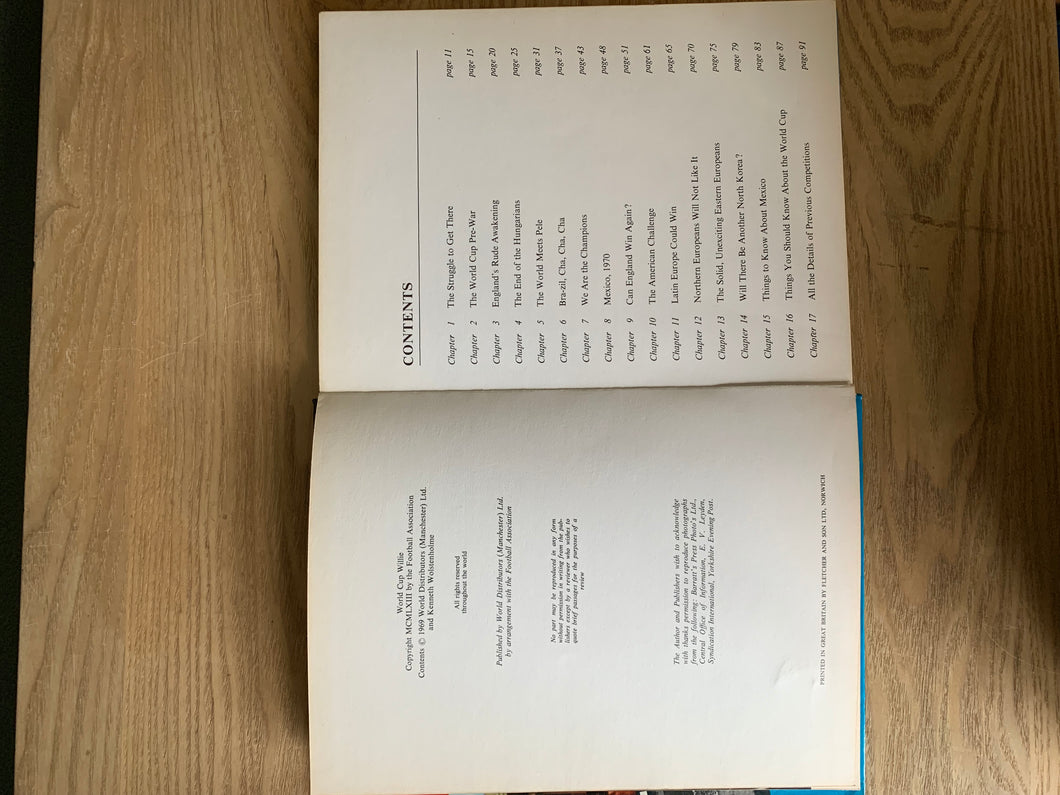 World Cup Willie
Copyright MCMLXIII by the Football Association
Contents © 1969 World Distributors (Manchester) Ltd.
and Kenneth Wolstenholme
All rights reserved
throughout the world
Published by World Distributors (Manchester) Ltd.
by arrangement with the Football Association
No part may be reproduced in any form
without permission in writing from the pub-
lishers except by a reviewer who wishes to
quote brief passages for the purposes of a
review
The Author and Publishers wish to acknowledge
with thanks permission to reproduce photographs
from the following: Barratt's Press Photo's Ltd.,
Central Office of Information, E. V. Leyden,
Syndication International, Yorkshire Evening Post.
PRINTED IN GREAT BRITAIN BY FLETCHER AND SON LTD, NORWICH
CONTENTS
Chapter 1 The Struggle to Get There page 11
Chapter 2 The World Cup Pre-War page 15
Chapter 3 England's Rude Awakening page 20
Chapter 4 The End of the Hungarians page 25
Chapter 5 The World Meets Pele page 31
Chapter 6 Bra-zil, Cha, Cha, Cha page 37
Chapter 7 We Are the Champions page 43
Chapter 8 Mexico, 1970 page 48
Chapter 9 Can England Win Again? page 51
Chapter 10 The American Challenge page 61
Chapter 11 Latin Europe Could Win page 65
Chapter 12 Northern Europeans Will Not Like It page 70
Chapter 13 The Solid, Unexciting Eastern Europeans page 75
Chapter 14 Will There Be Another North Korea? page 79
Chapter 15 Things to Know About Mexico page 83
Chapter 16 Things You Should Know About the World Cup page 87
Chapter 17 All the Details of Previous Competitions page 91